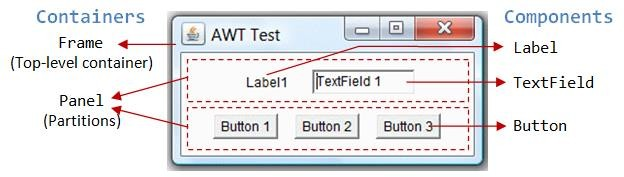 Containers
Components
Frame
(Top-level container)
AWT Test
Label
Label1
TextField 1
TextField
Panel
(Partitions)
Button 1
Button 2
Button 3
Button